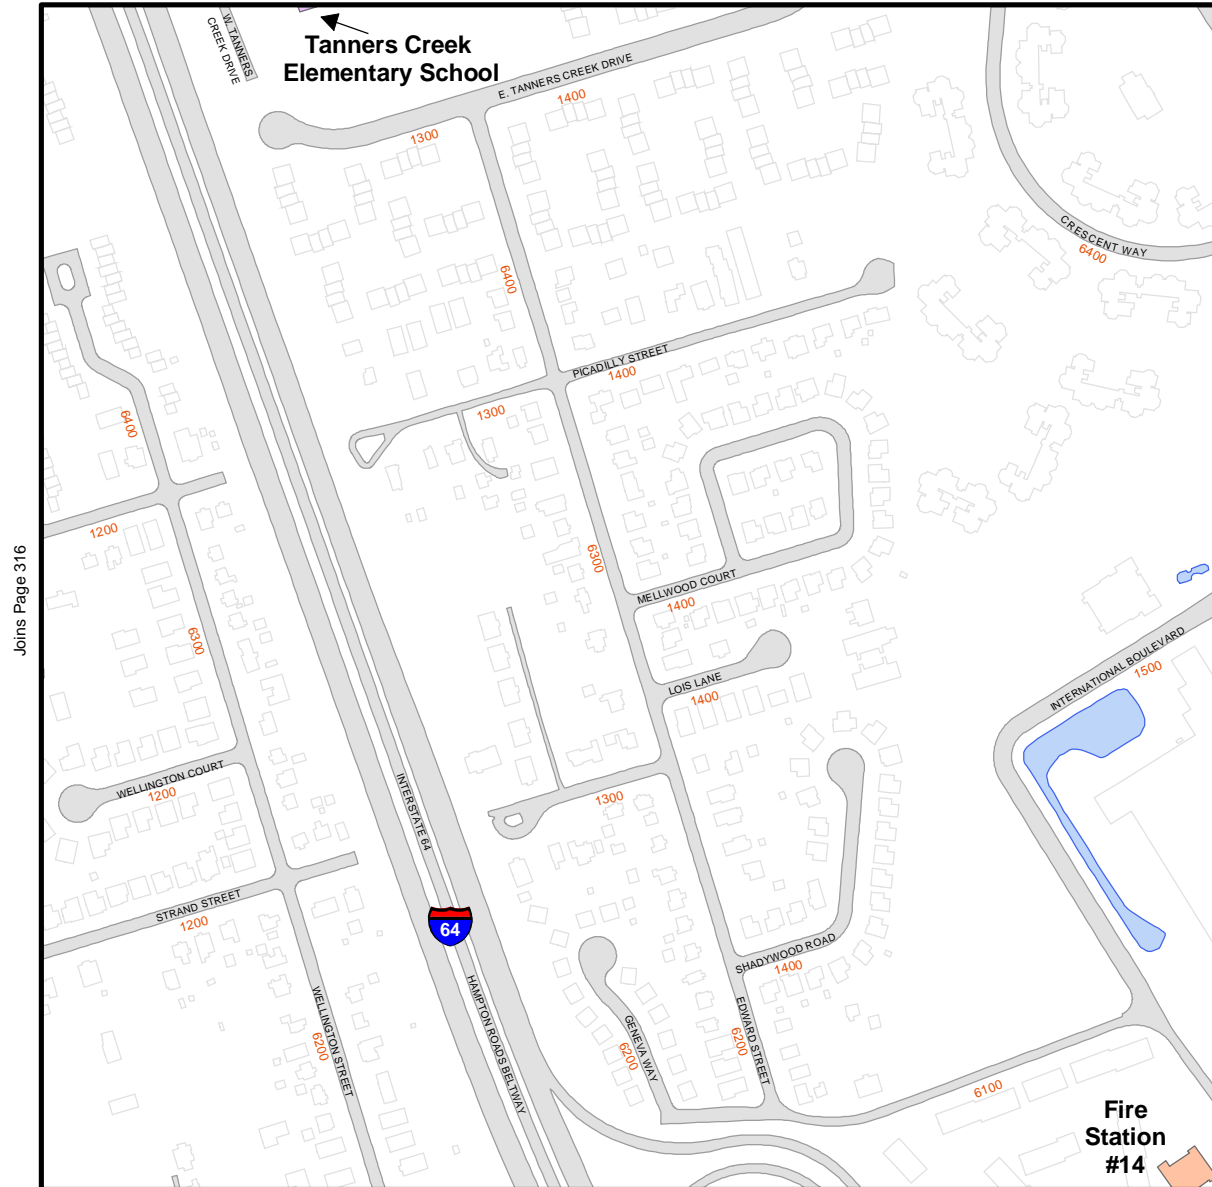 W. TANNERS
CREEK DRIVE
Tanners Creek
Elementary School
E. TANNERS CREEK DRIVE
1400
1300
CRESCENT WAY
6400
6400
PICADILLY STREET
1400
1300
6400
1200
6300
MELLWOOD COURT
1400
Joins Page 316
6300
LOIS LANE
1400
INTERNATIONAL BOULEVARD
1500
WELLINGTON COURT
1200
INTERSTATE 64
1300
STRAND STREET
1200
64
SHADYWOOD ROAD
1400
HAMPTON ROADS BELTWAY
WELLINGTON STREET
6200
GENEVA WAY
6200
EDWARD STREET
6200
6100
Fire
Station
#14